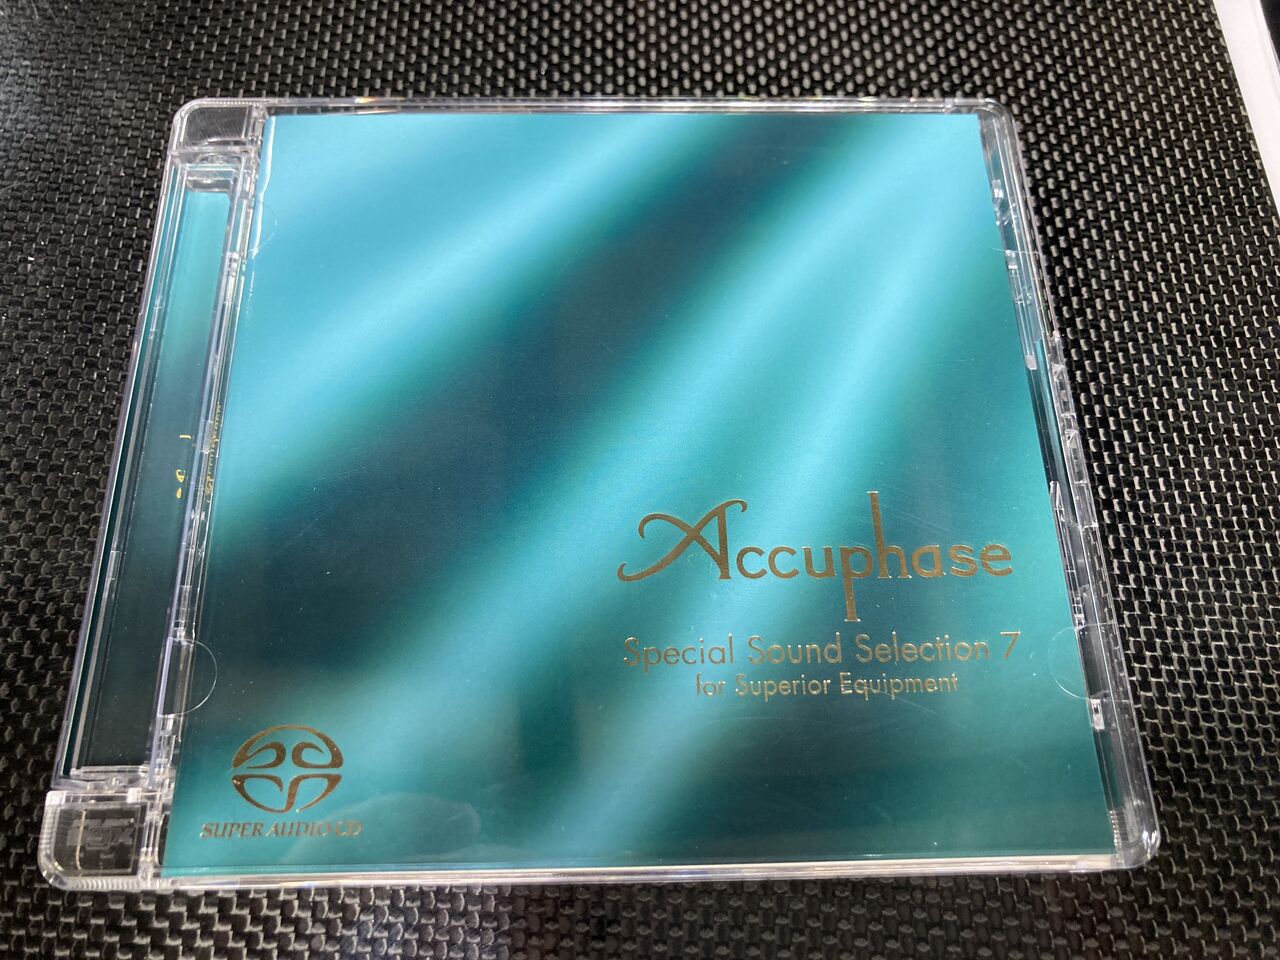 Accuphase
Special Sound Selection 7
for Superior Equipment
SUPER AUDIO CD